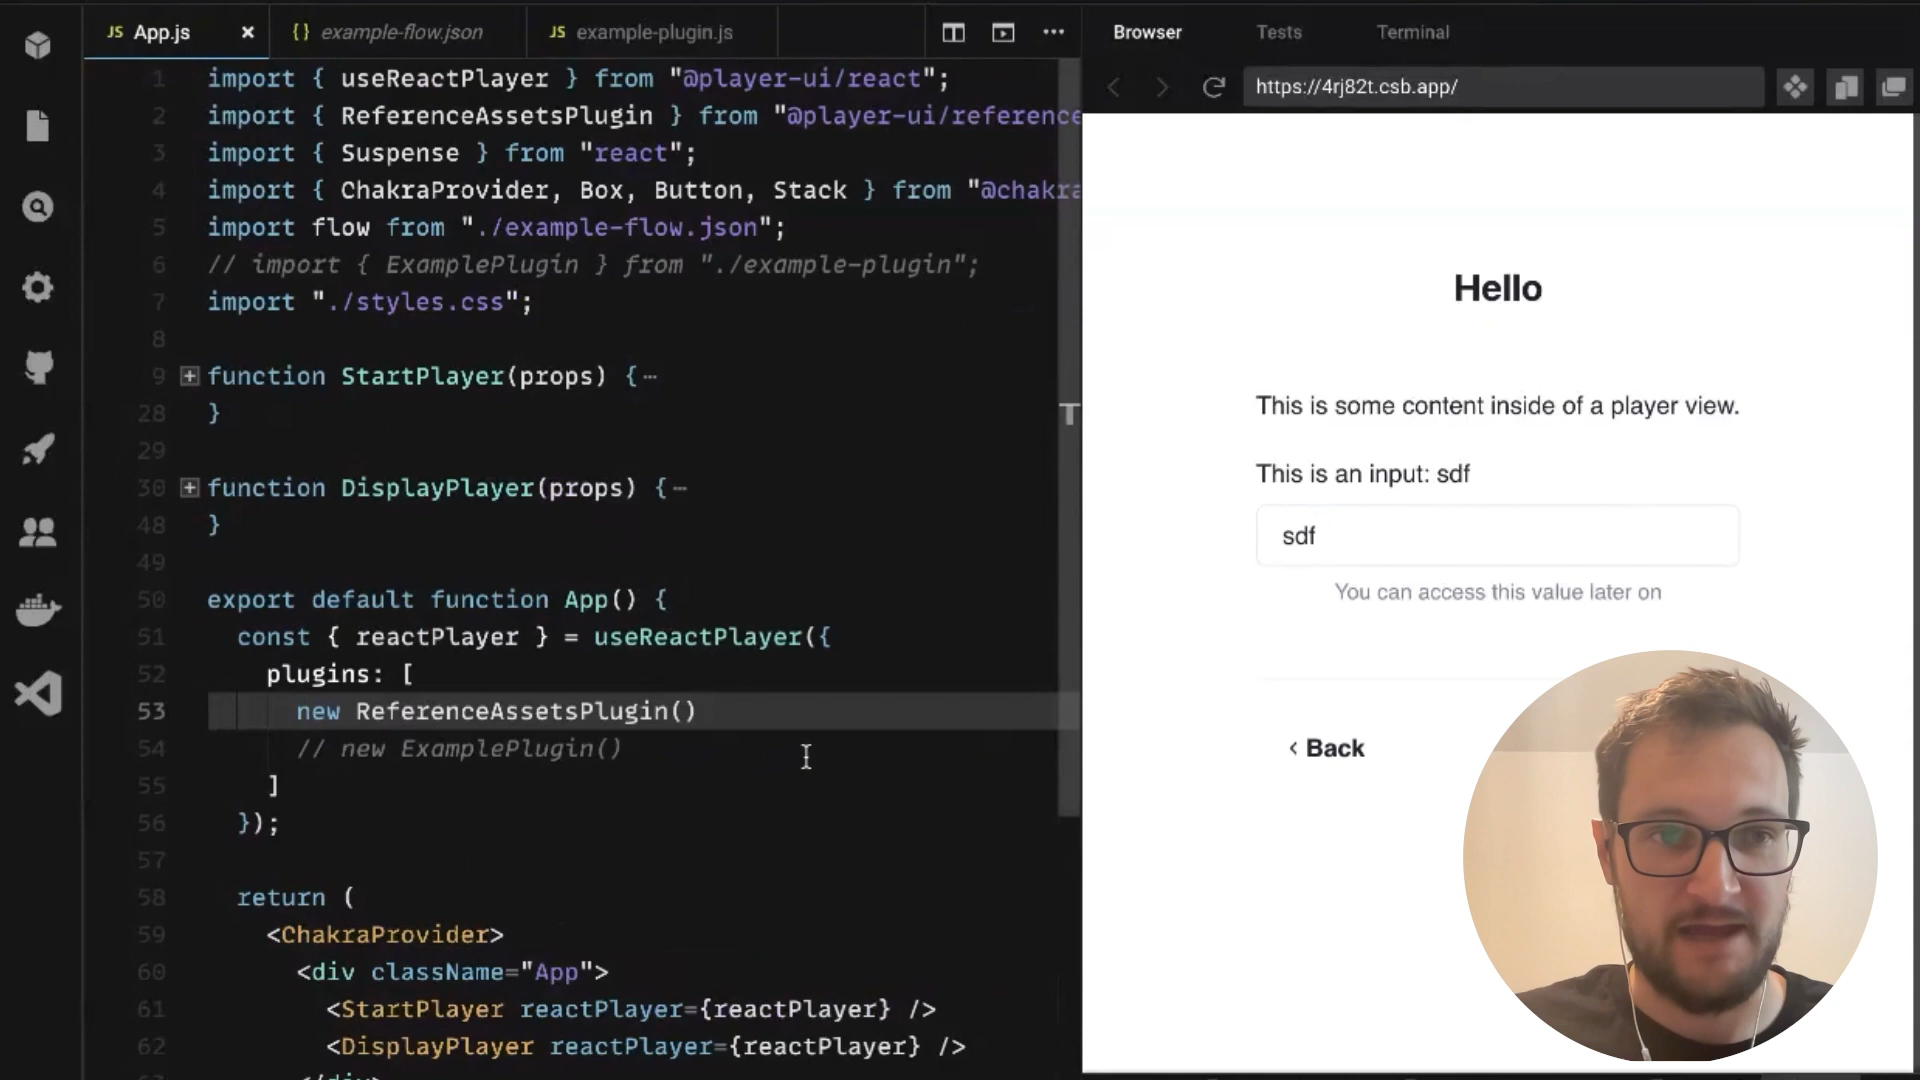 JS App.js ×
{} example-flow.json
JS example-plugin.js
1 import { useReactPlayer } from "@player-ui/react";
2 import { ReferenceAssetsPlugin } from "@player-ui/reference
3 import { Suspense } from "react";
4 import { ChakraProvider, Box, Button, Stack } from "@chakra
5 import flow from "./example-flow.json";
6 // import { ExamplePlugin } from "./example-plugin";
7 import "./styles.css";
8
9 function StartPlayer(props) {
28 }
29
30 function DisplayPlayer(props) {
48 }
49
50 export default function App() {
51 const { reactPlayer } = useReactPlayer({
52 plugins: [
53 new ReferenceAssetsPlugin()
54 // new ExamplePlugin()
55 ]
56 });
57
58 return (
59 <ChakraProvider>
60 <div className="App">
61 <StartPlayer reactPlayer={reactPlayer} />
62 <DisplayPlayer reactPlayer={reactPlayer} />
Browser
Tests
Terminal
https://4rj82t.csb.app/
Hello
This is some content inside of a player view.
This is an input: sdf
sdf
You can access this value later on
‹ Back